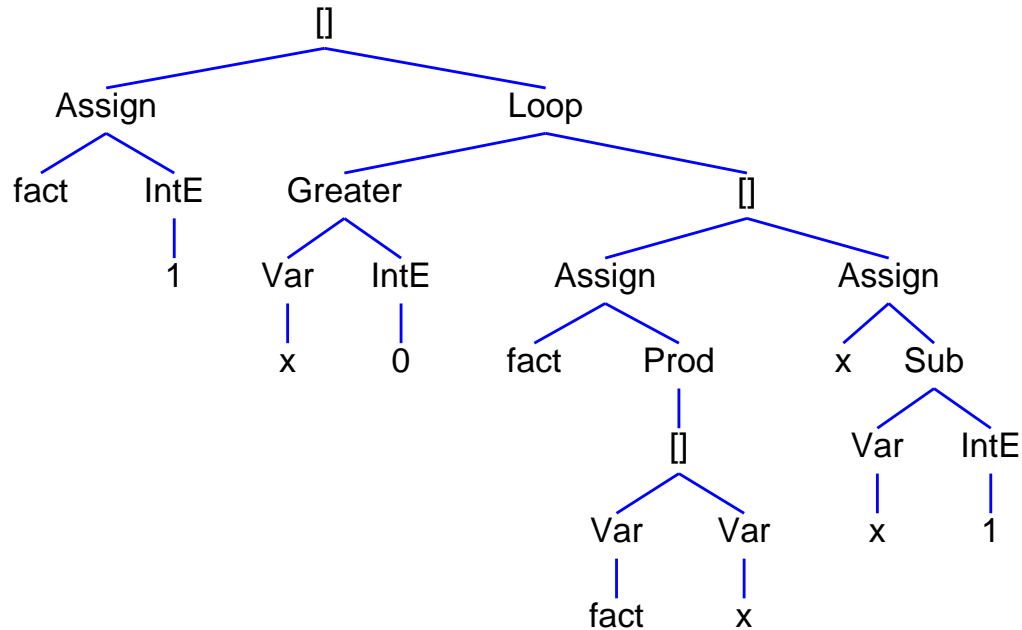 []
Assign Loop
fact IntE Greater []
1 Var IntE Assign Assign
x 0 fact Prod x Sub
[] Var IntE
Var Var x 1
fact x